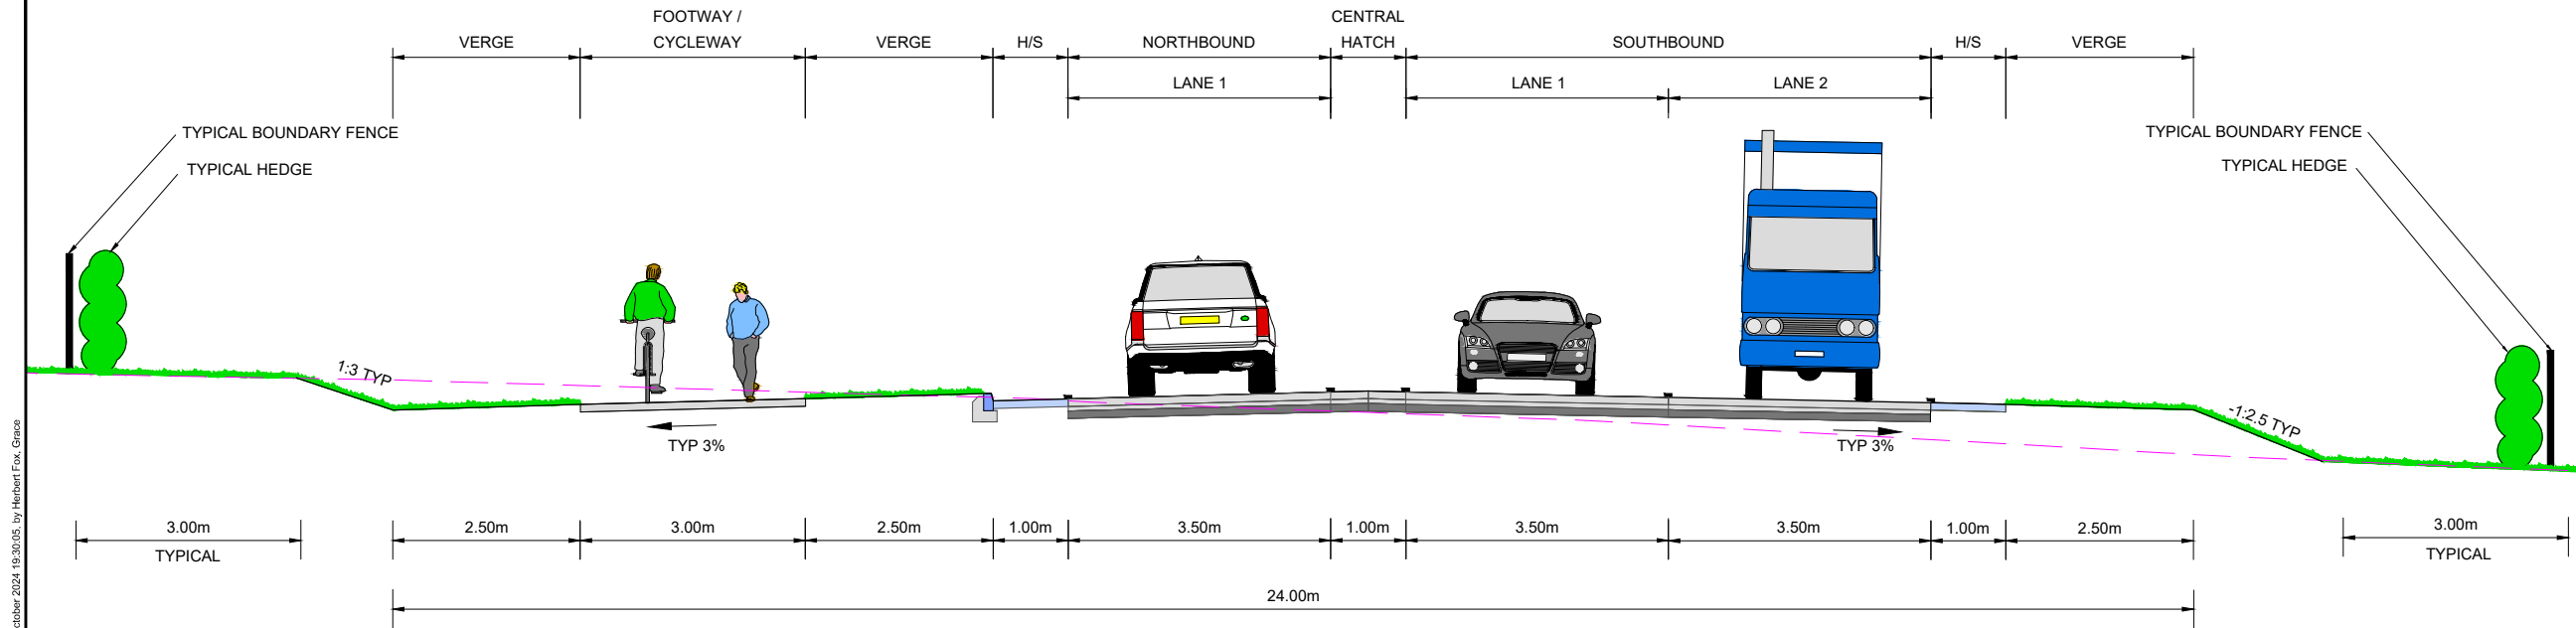 FOOTWAY /
CENTRAL
VERGE CYCLEWAY VERGE H/S NORTHBOUND HATCH SOUTHBOUND H/S VERGE
LANE 1 LANE 1 LANE 2
TYPICAL BOUNDARY FENCE
TYPICAL HEDGE
TYPICAL BOUNDARY FENCE
TYPICAL HEDGE
1:3 TYP
TYP 3%
TYP 3%
-1:2.5 TYP
3.00m 2.50m 3.00m 2.50m 1.00m 3.50m 1.00m 3.50m 3.50m 1.00m 2.50m 3.00m
TYPICAL TYPICAL
24.00m
ctober 2024 19:30:05, by Herbert Fox, Grace